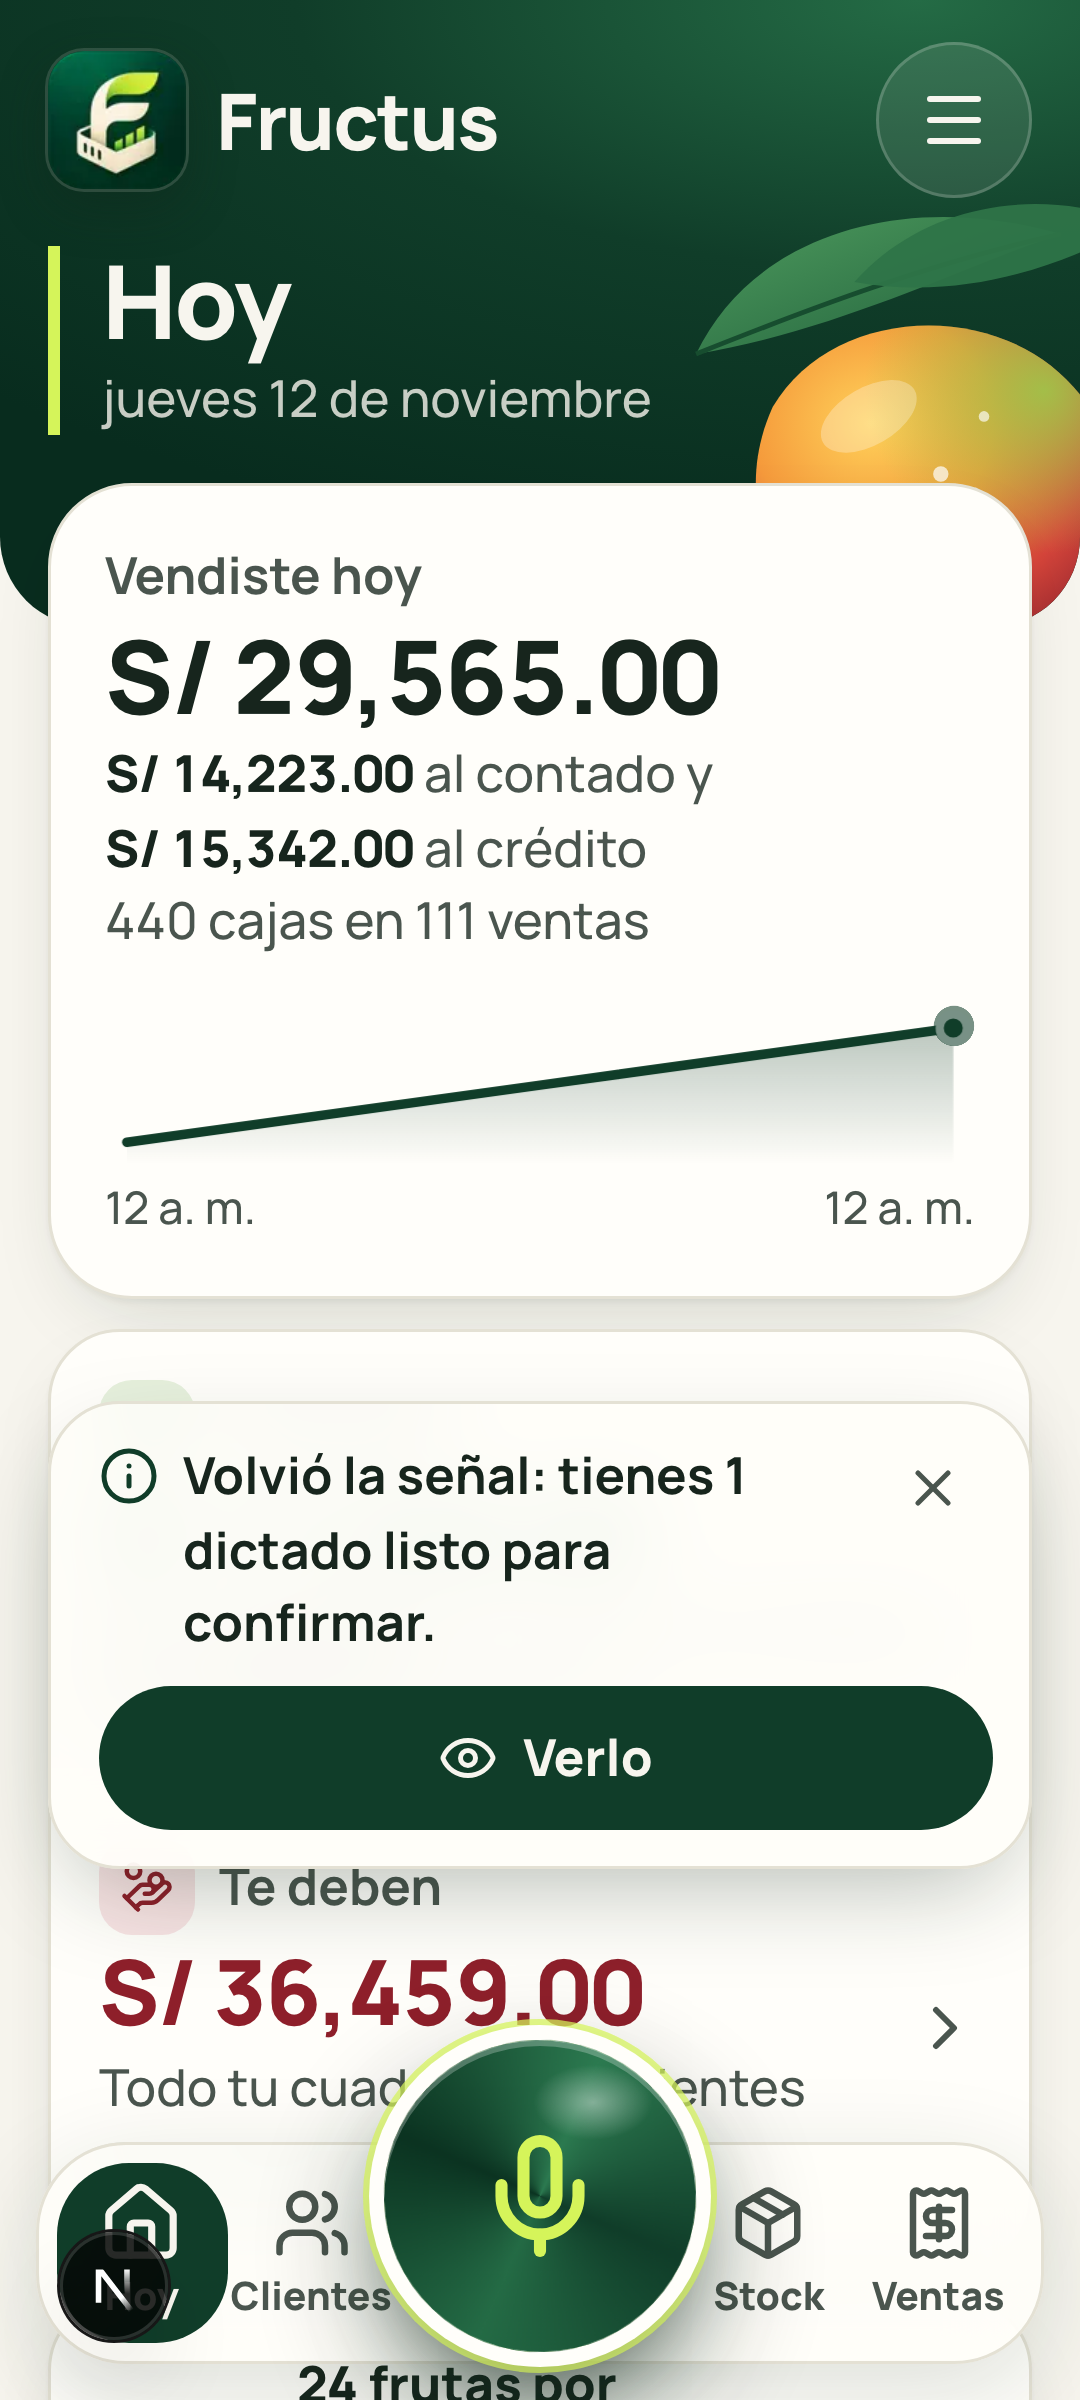 Fructus
Hoy
jueves 12 de noviembre
Vendiste hoy
S/ 29,565.00
S/ 14,223.00 al contado y
S/ 15,342.00 al crédito
440 cajas en 111 ventas
12 a. m.
12 a. m.
Volvió la señal: tienes 1
dictado listo para
confirmar.
Verlo
Te deben
S/ 36,459.00
Todo tu
N
Hoy
Clientes
Stock
Ventas
24 frutas por